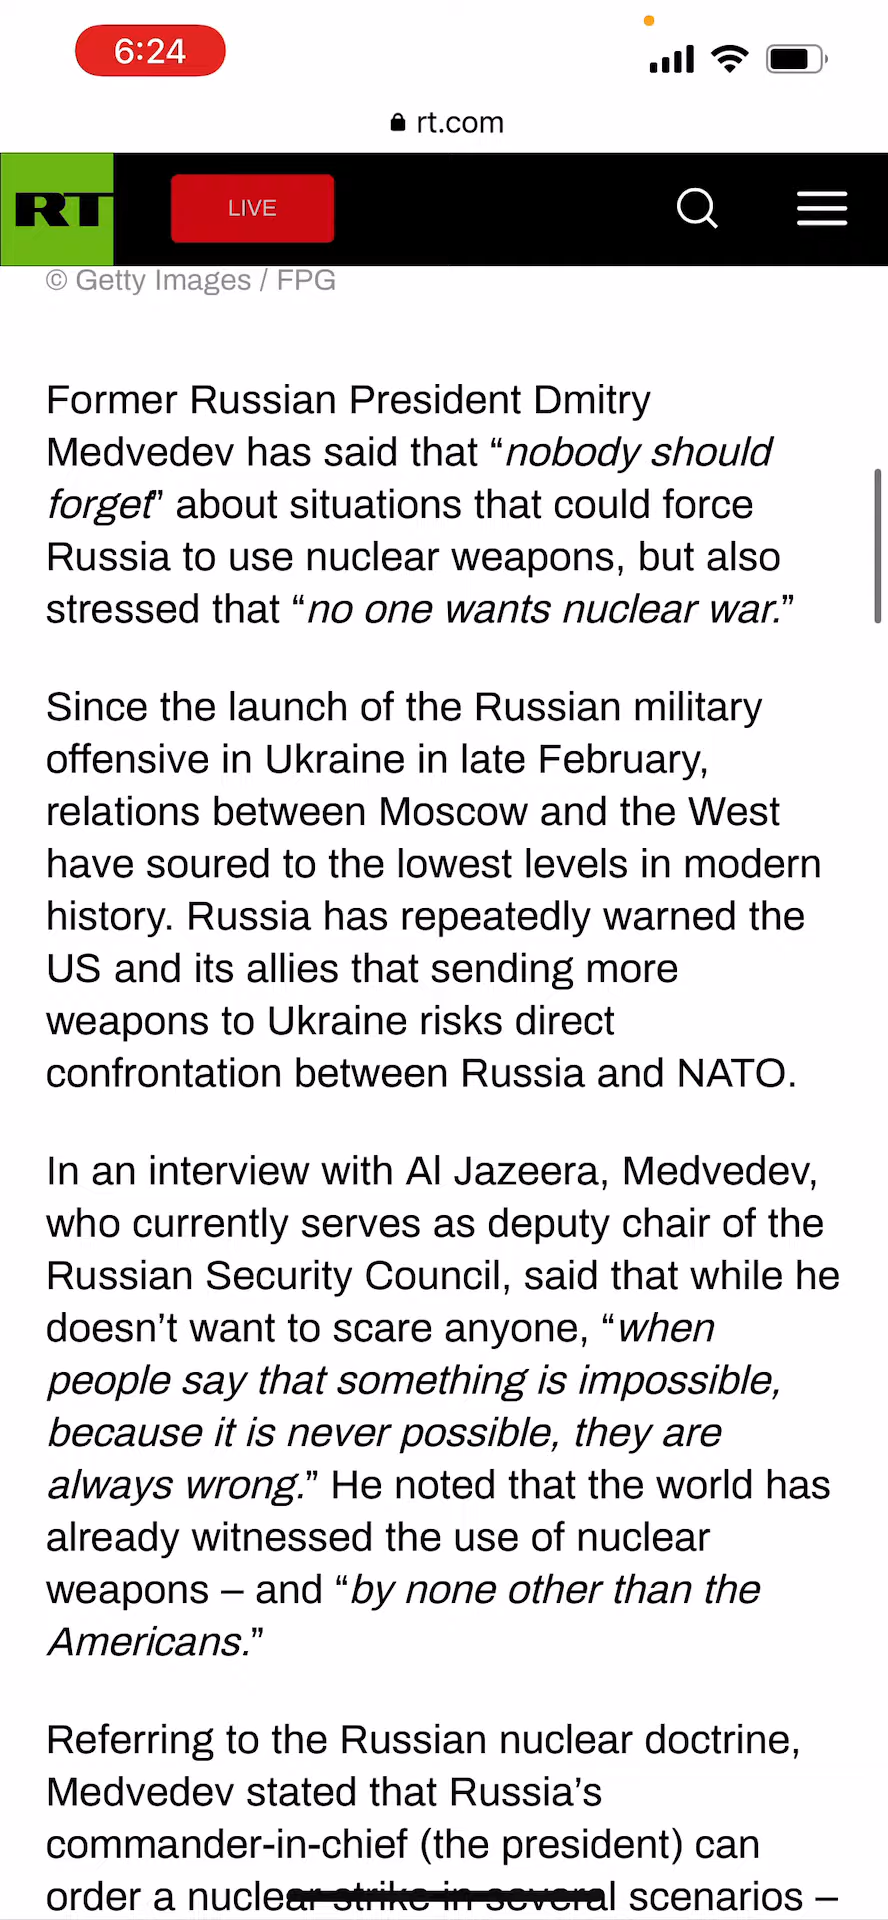 6:24
rt.com
RT
LIVE
© Getty Images / FPG
Former Russian President Dmitry
Medvedev has said that “nobody should
forget” about situations that could force
Russia to use nuclear weapons, but also
stressed that “no one wants nuclear war.”
Since the launch of the Russian military
offensive in Ukraine in late February,
relations between Moscow and the West
have soured to the lowest levels in modern
history. Russia has repeatedly warned the
US and its allies that sending more
weapons to Ukraine risks direct
confrontation between Russia and NATO.
In an interview with Al Jazeera, Medvedev,
who currently serves as deputy chair of the
Russian Security Council, said that while he
doesn’t want to scare anyone, “when
people say that something is impossible,
because it is never possible, they are
always wrong.” He noted that the world has
already witnessed the use of nuclear
weapons – and “by none other than the
Americans.”
Referring to the Russian nuclear doctrine,
Medvedev stated that Russia’s
commander-in-chief (the president) can
order a nuclear strike in several scenarios –